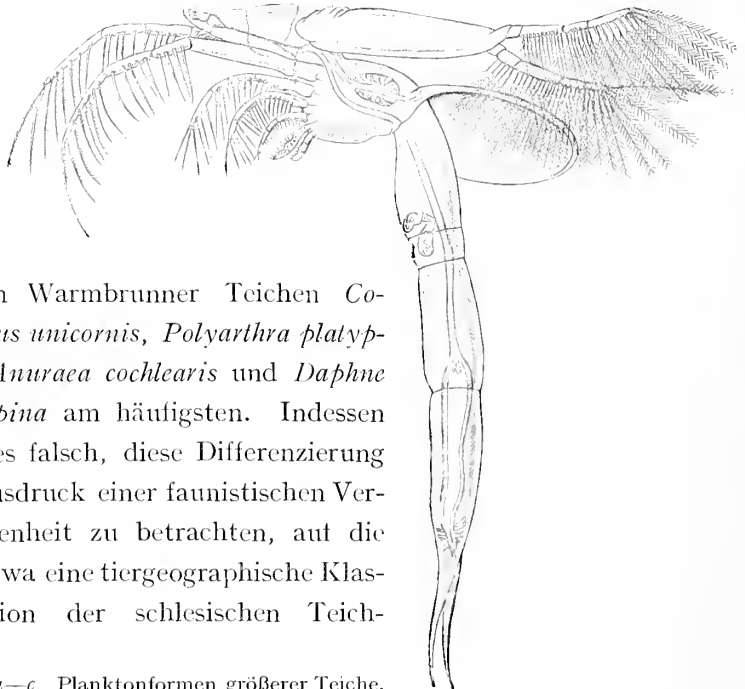 n Warmbrunner Teichen Co-
us unicornis, Polyarthra platyp-
Anuraea cochlearis und Daphne
pina am häufigsten. Indessen
es falsch, diese Differenzierung
usdruck einer faunistischen Ver-
enheit zu betrachten, auf die
wa eine tiergeographische Klas-
ion der schlesischen Teich-
a—c. Planktonformen größerer Teiche.